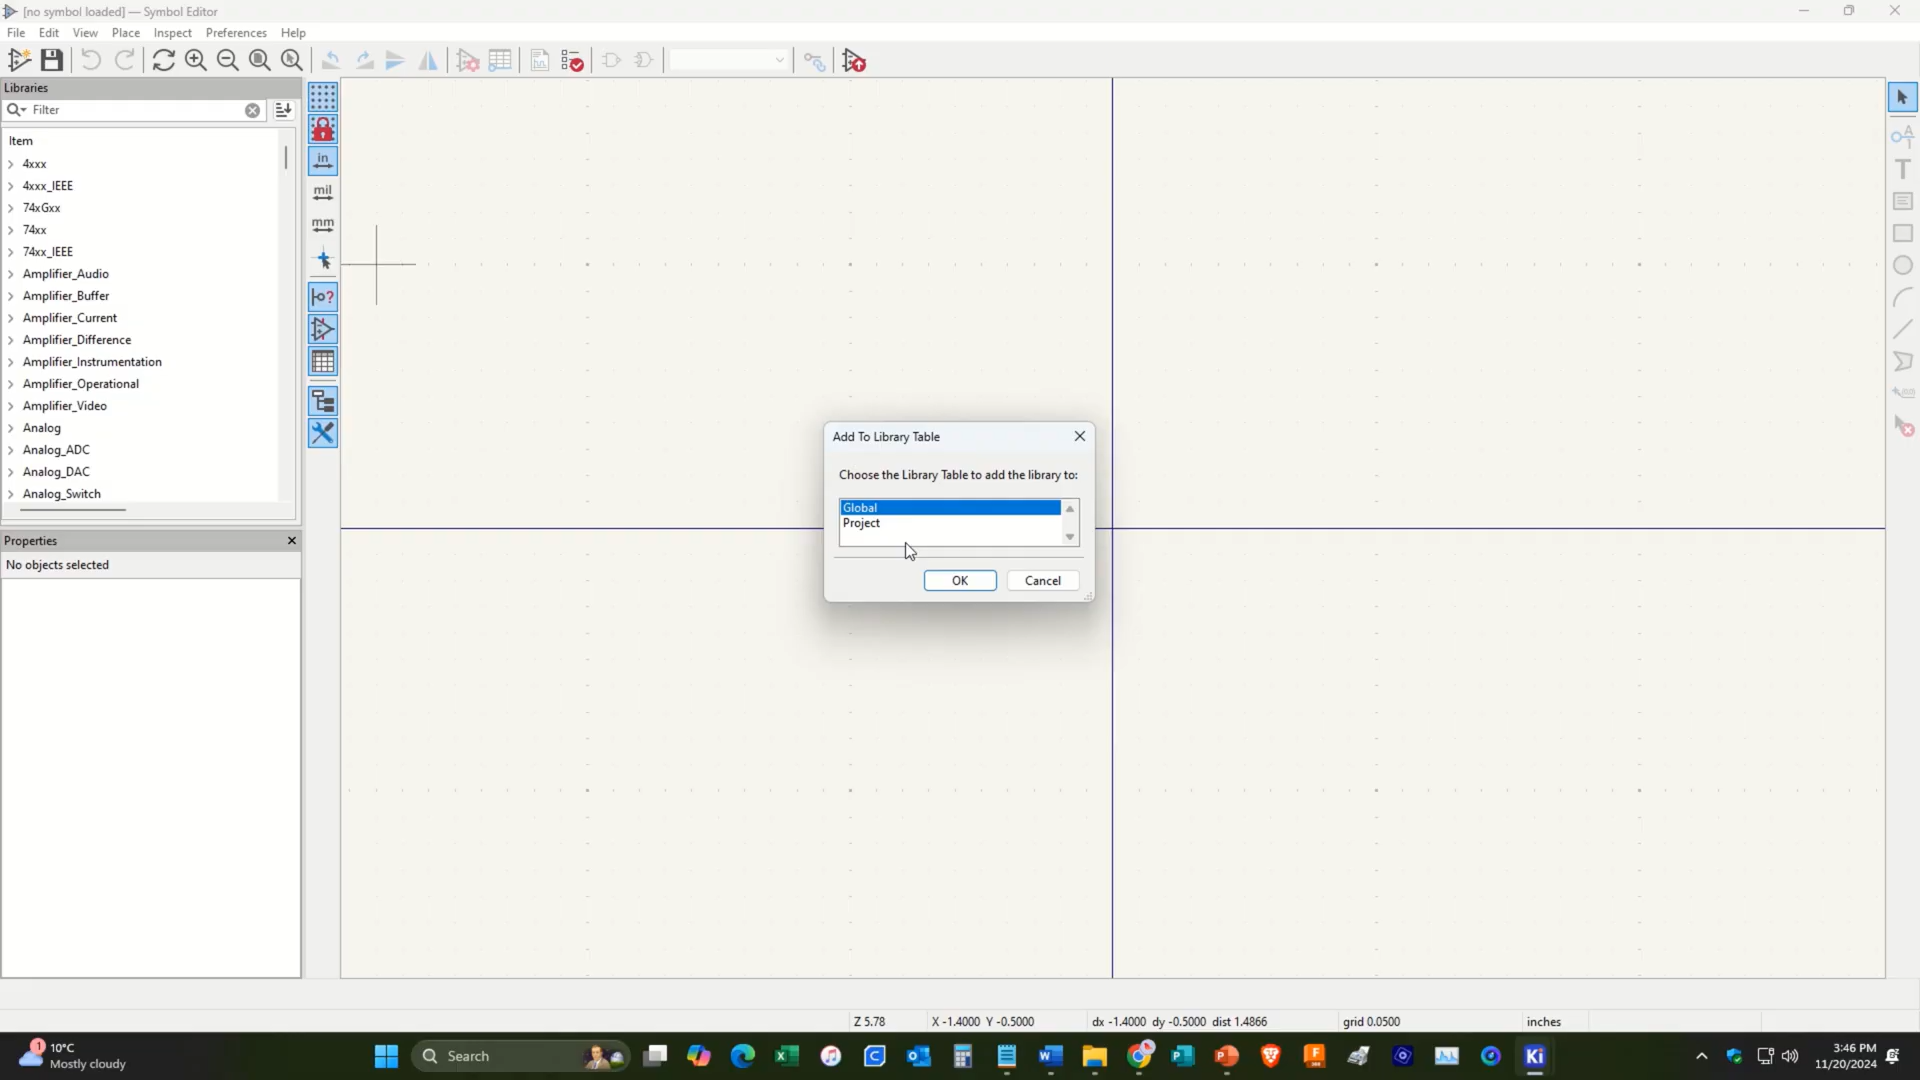 [no symbol loaded] — Symbol Editor
File Edit View Place Inspect Preferences Help
Libraries
Filter
Item
4xxx
4xxx_IEEE
74xGxx
74xx
74xx_IEEE
Amplifier_Audio
Amplifier_Buffer
Amplifier_Current
Amplifier_Difference
Amplifier_Instrumentation
Amplifier_Operational
Amplifier_Video
Analog
Analog_ADC
Analog_DAC
Analog_Switch
in
mil
mm
Add To Library Table
Choose the Library Table to add the library to:
Global
Project
OK Cancel
Properties
No objects selected
Z 5.78 X -1.4000 Y -0.5000 dx -1.4000 dy -0.5000 dist 1.4866 grid 0.0500 inches
1
10°C
Mostly cloudy
Search
Ki
3:46 PM
11/20/2024